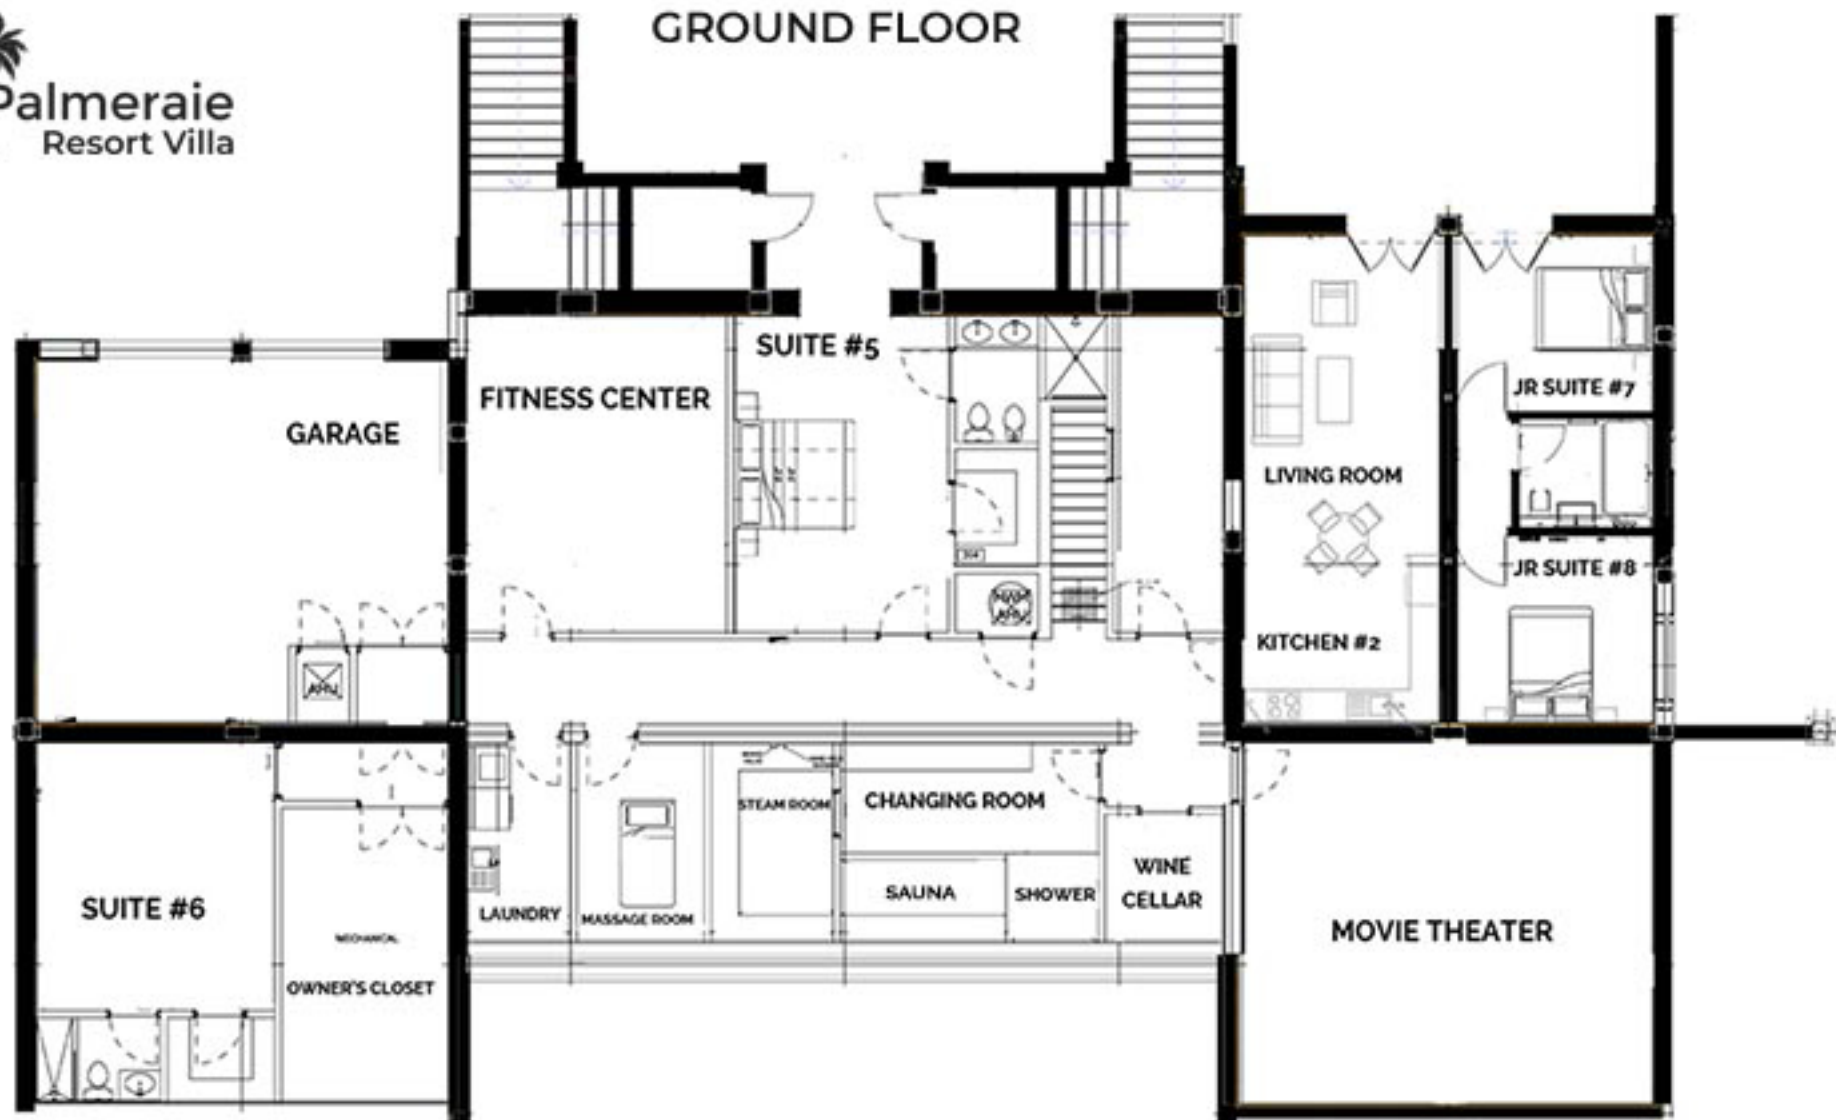 GROUND FLOOR
Palmeraie
Resort Villa
SUITE #5
FITNESS CENTER
GARAGE
JR SUITE #7
LIVING ROOM
JR SUITE #8
KITCHEN #2
AHU
AHU
STEAM ROOM
CHANGING ROOM
WINE
CELLAR
SAUNA
SHOWER
LAUNDRY
MASSAGE ROOM
SUITE #6
MECHANICAL
OWNER'S CLOSET
MOVIE THEATER